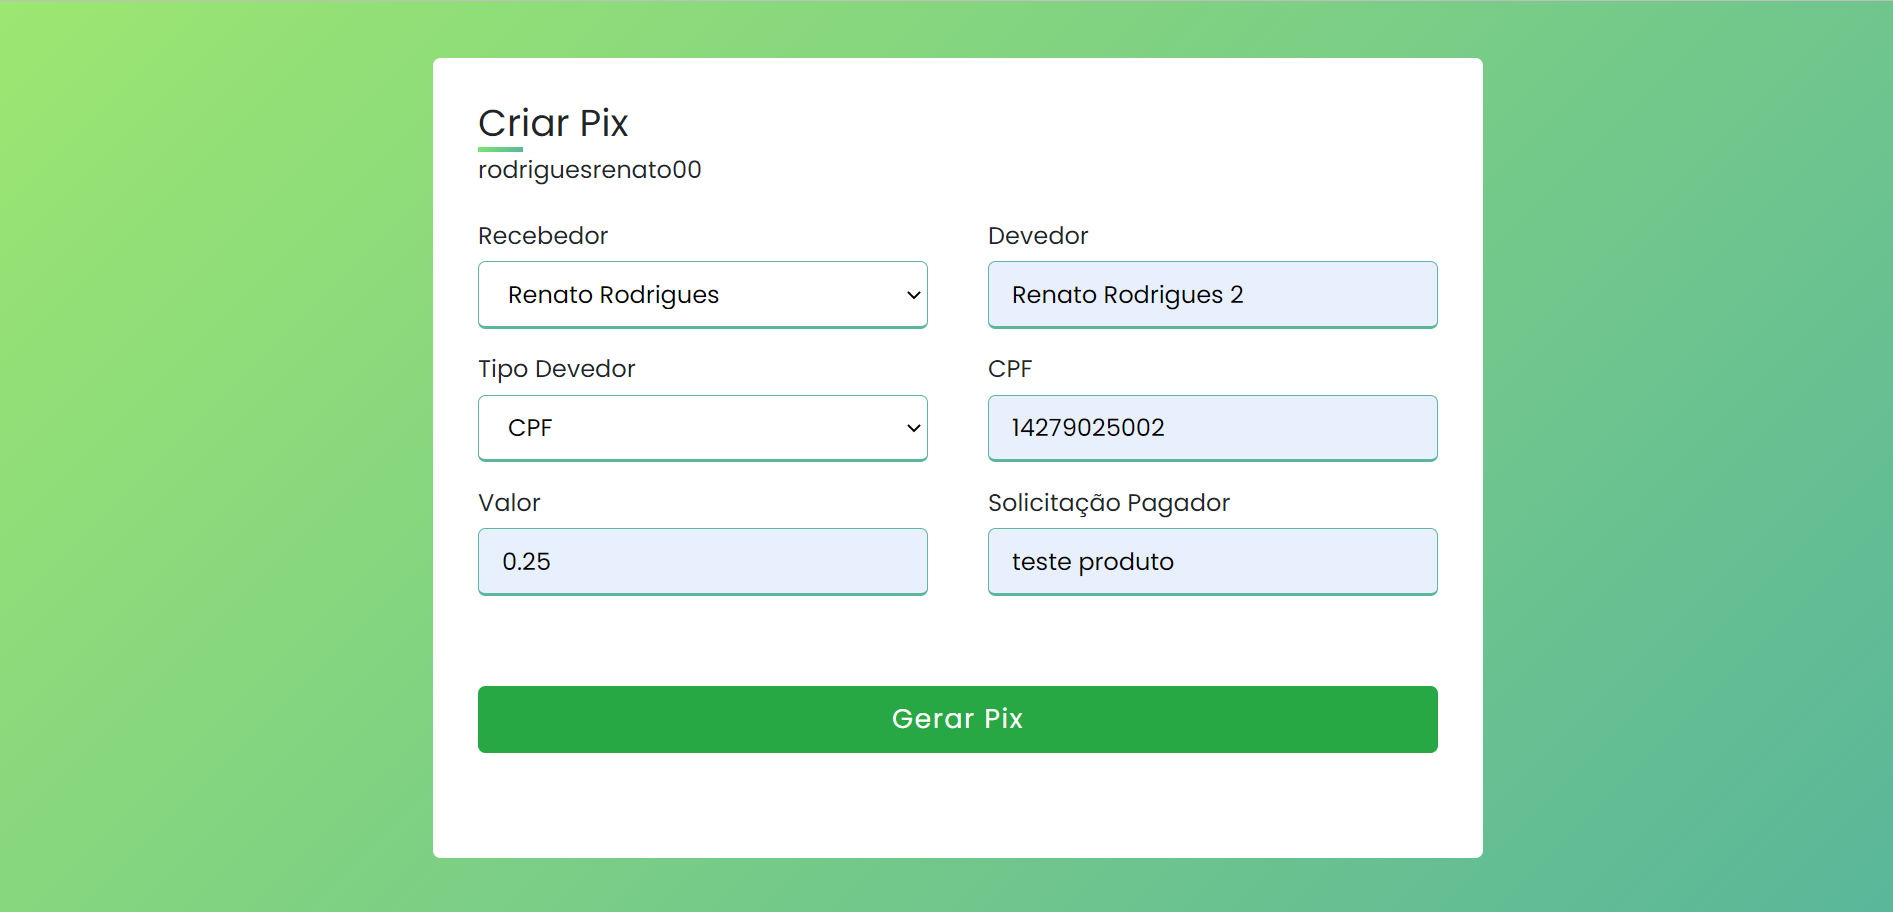 Criar Pix
rodriguesrenato00
Recebedor
Devedor
Renato Rodrigues
Renato Rodrigues 2
Tipo Devedor
CPF
CPF
14279025002
Valor
Solicitação Pagador
0.25
teste produto
Gerar Pix